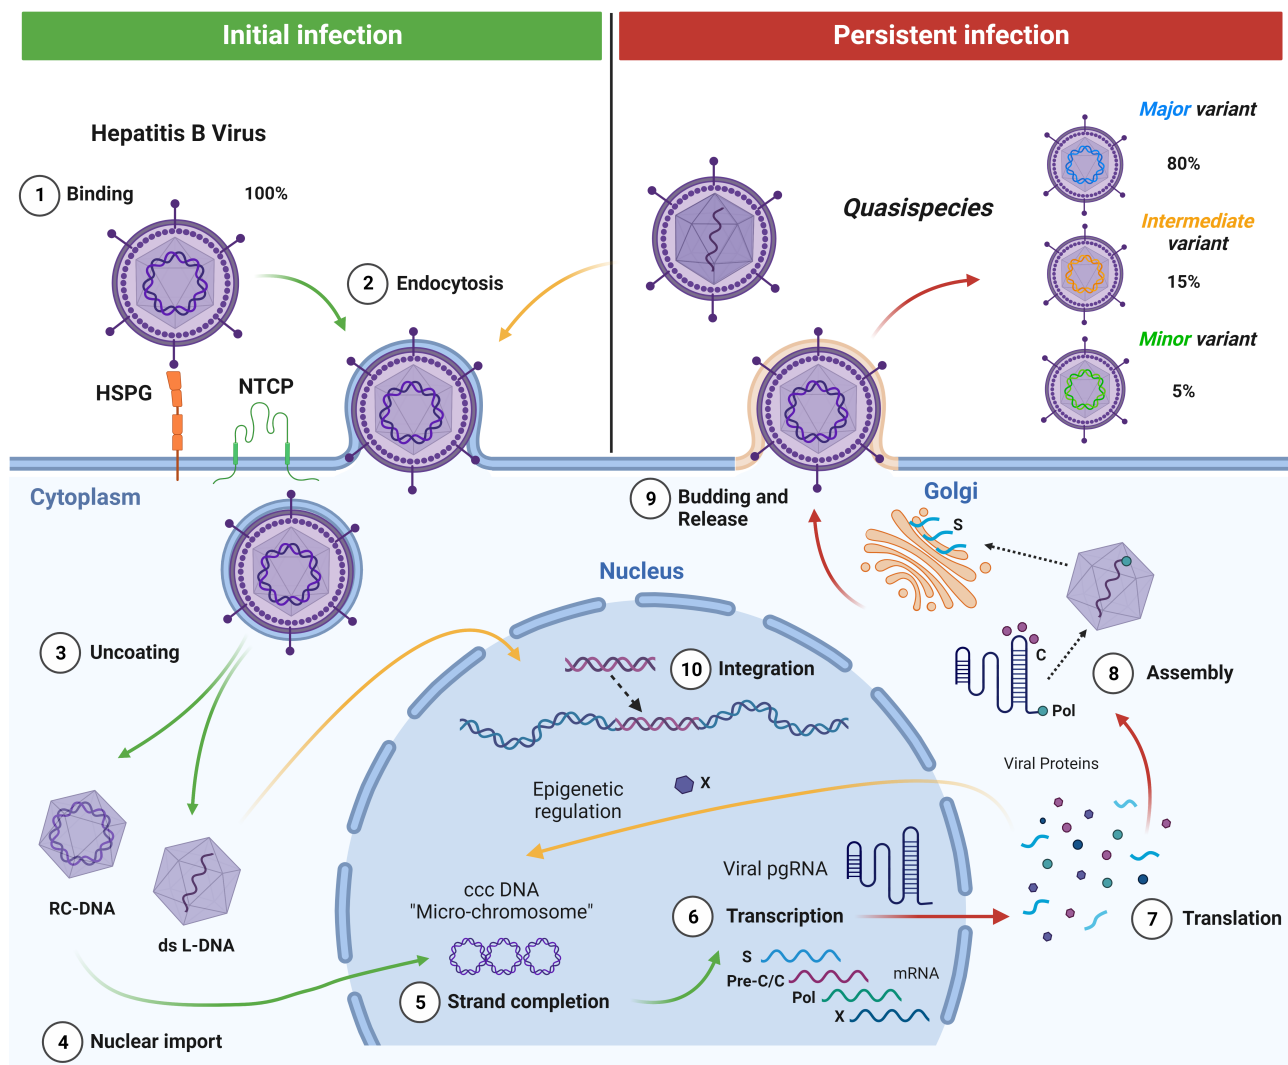 Initial infection
Persistent infection
Hepatitis B Virus
1 Binding
100%
2 Endocytosis
HSPG
NTCP
Quasispecies
Major variant
80%
Intermediate
variant
15%
Minor variant
5%
Cytoplasm
9 Budding and
Release
Golgi
S
Nucleus
3 Uncoating
10 Integration
C
Pol
8 Assembly
Viral Proteins
Epigenetic
regulation
X
RC-DNA
ds L-DNA
Viral pgRNA
ccc DNA
"Micro-chromosome"
6 Transcription
7 Translation
S
Pre-C/C
Pol
X
mRNA
5 Strand completion
4 Nuclear import